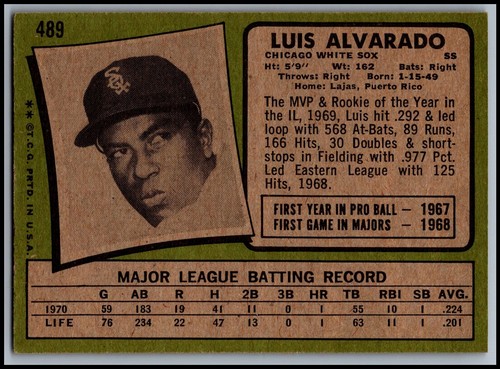 489
LUIS ALVARADO
CHICAGO WHITE SOX SS
Ht: 5'9" Wt: 162 Bats: Right
Throws: Right Born: 1-15-49
Home: Lajas, Puerto Rico
The MVP & Rookie of the Year in
the IL, 1969, Luis hit .292 & led
loop with 568 At-Bats, 89 Runs,
166 Hits, 30 Doubles & short-
stops in Fielding with .977 Pct.
Led Eastern League with 125
Hits, 1968.
FIRST YEAR IN PRO BALL — 1967
FIRST GAME IN MAJORS — 1968
SOX
**©T.C.G. PRTD. IN U.S.A.
MAJOR LEAGUE BATTING RECORD
G AB R H 2B 3B HR TB RBI SB AVG.
1970 59 183 19 41 11 0 1 55 10 1 .224
LIFE 76 234 22 47 13 0 1 63 11 1 .201